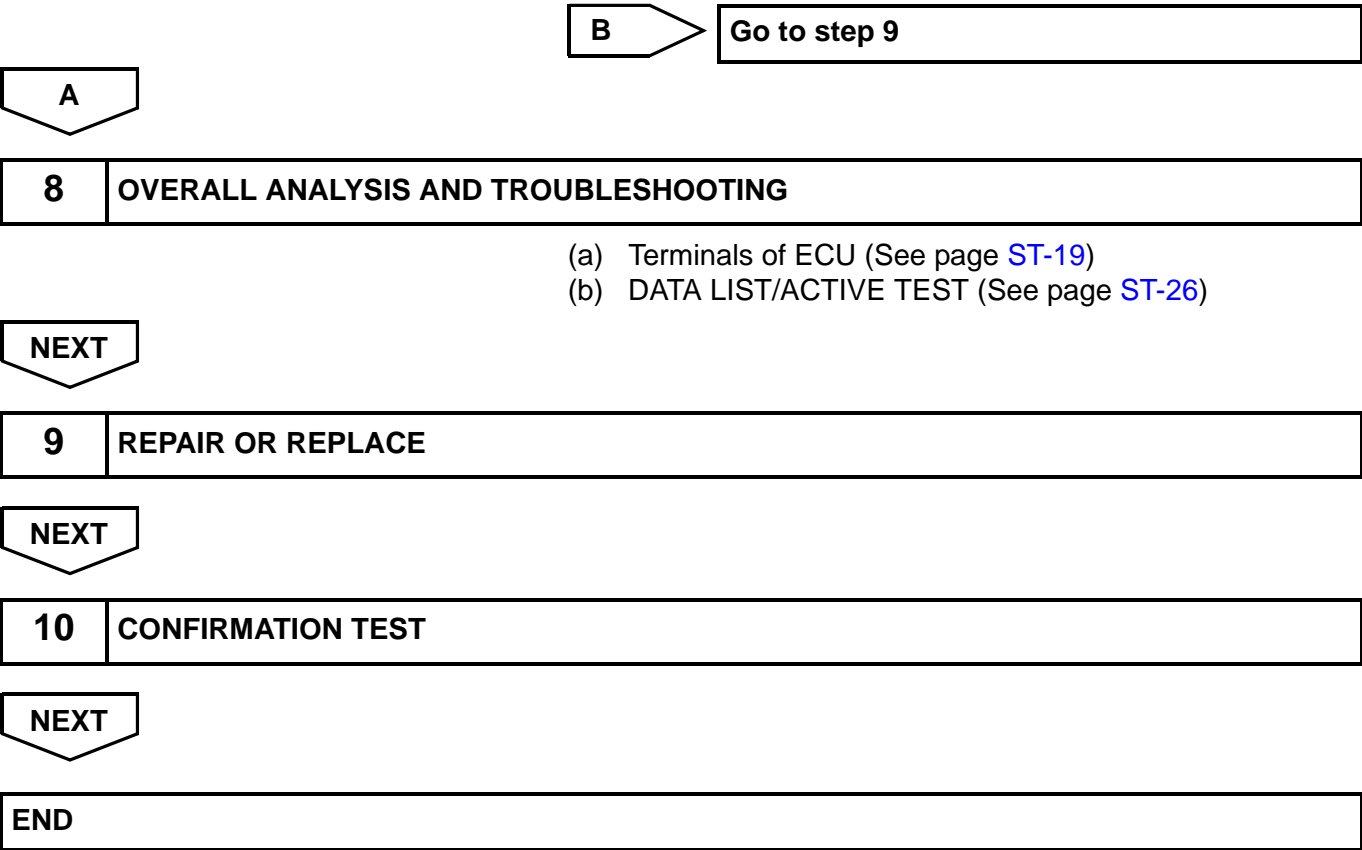 B Go to step 9
A
8 OVERALL ANALYSIS AND TROUBLESHOOTING
(a) Terminals of ECU (See page ST-19)
(b) DATA LIST/ACTIVE TEST (See page ST-26)
NEXT
9 REPAIR OR REPLACE
NEXT
10 CONFIRMATION TEST
NEXT
END